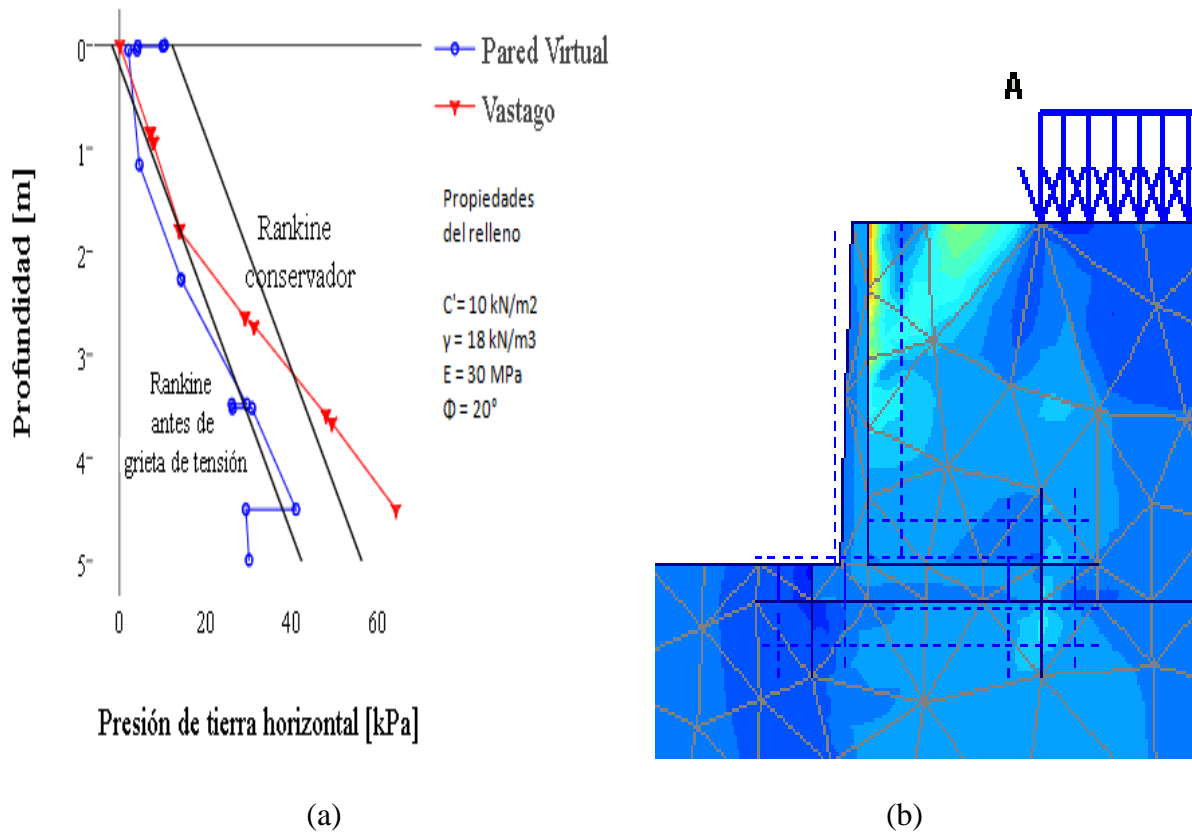 Profundidad [m]
0
1
2
3
4
5
0
20
40
60
Presión de tierra horizontal [kPa]
Pared Virtual
Vastago
Rankine
conservador
Rankine
antes de
grieta de tensión
Propiedades
del relleno
C'= 10 kN/m2
γ = 18 kN/m3
E = 30 MPa
Φ = 20º
(a)
A
(b)